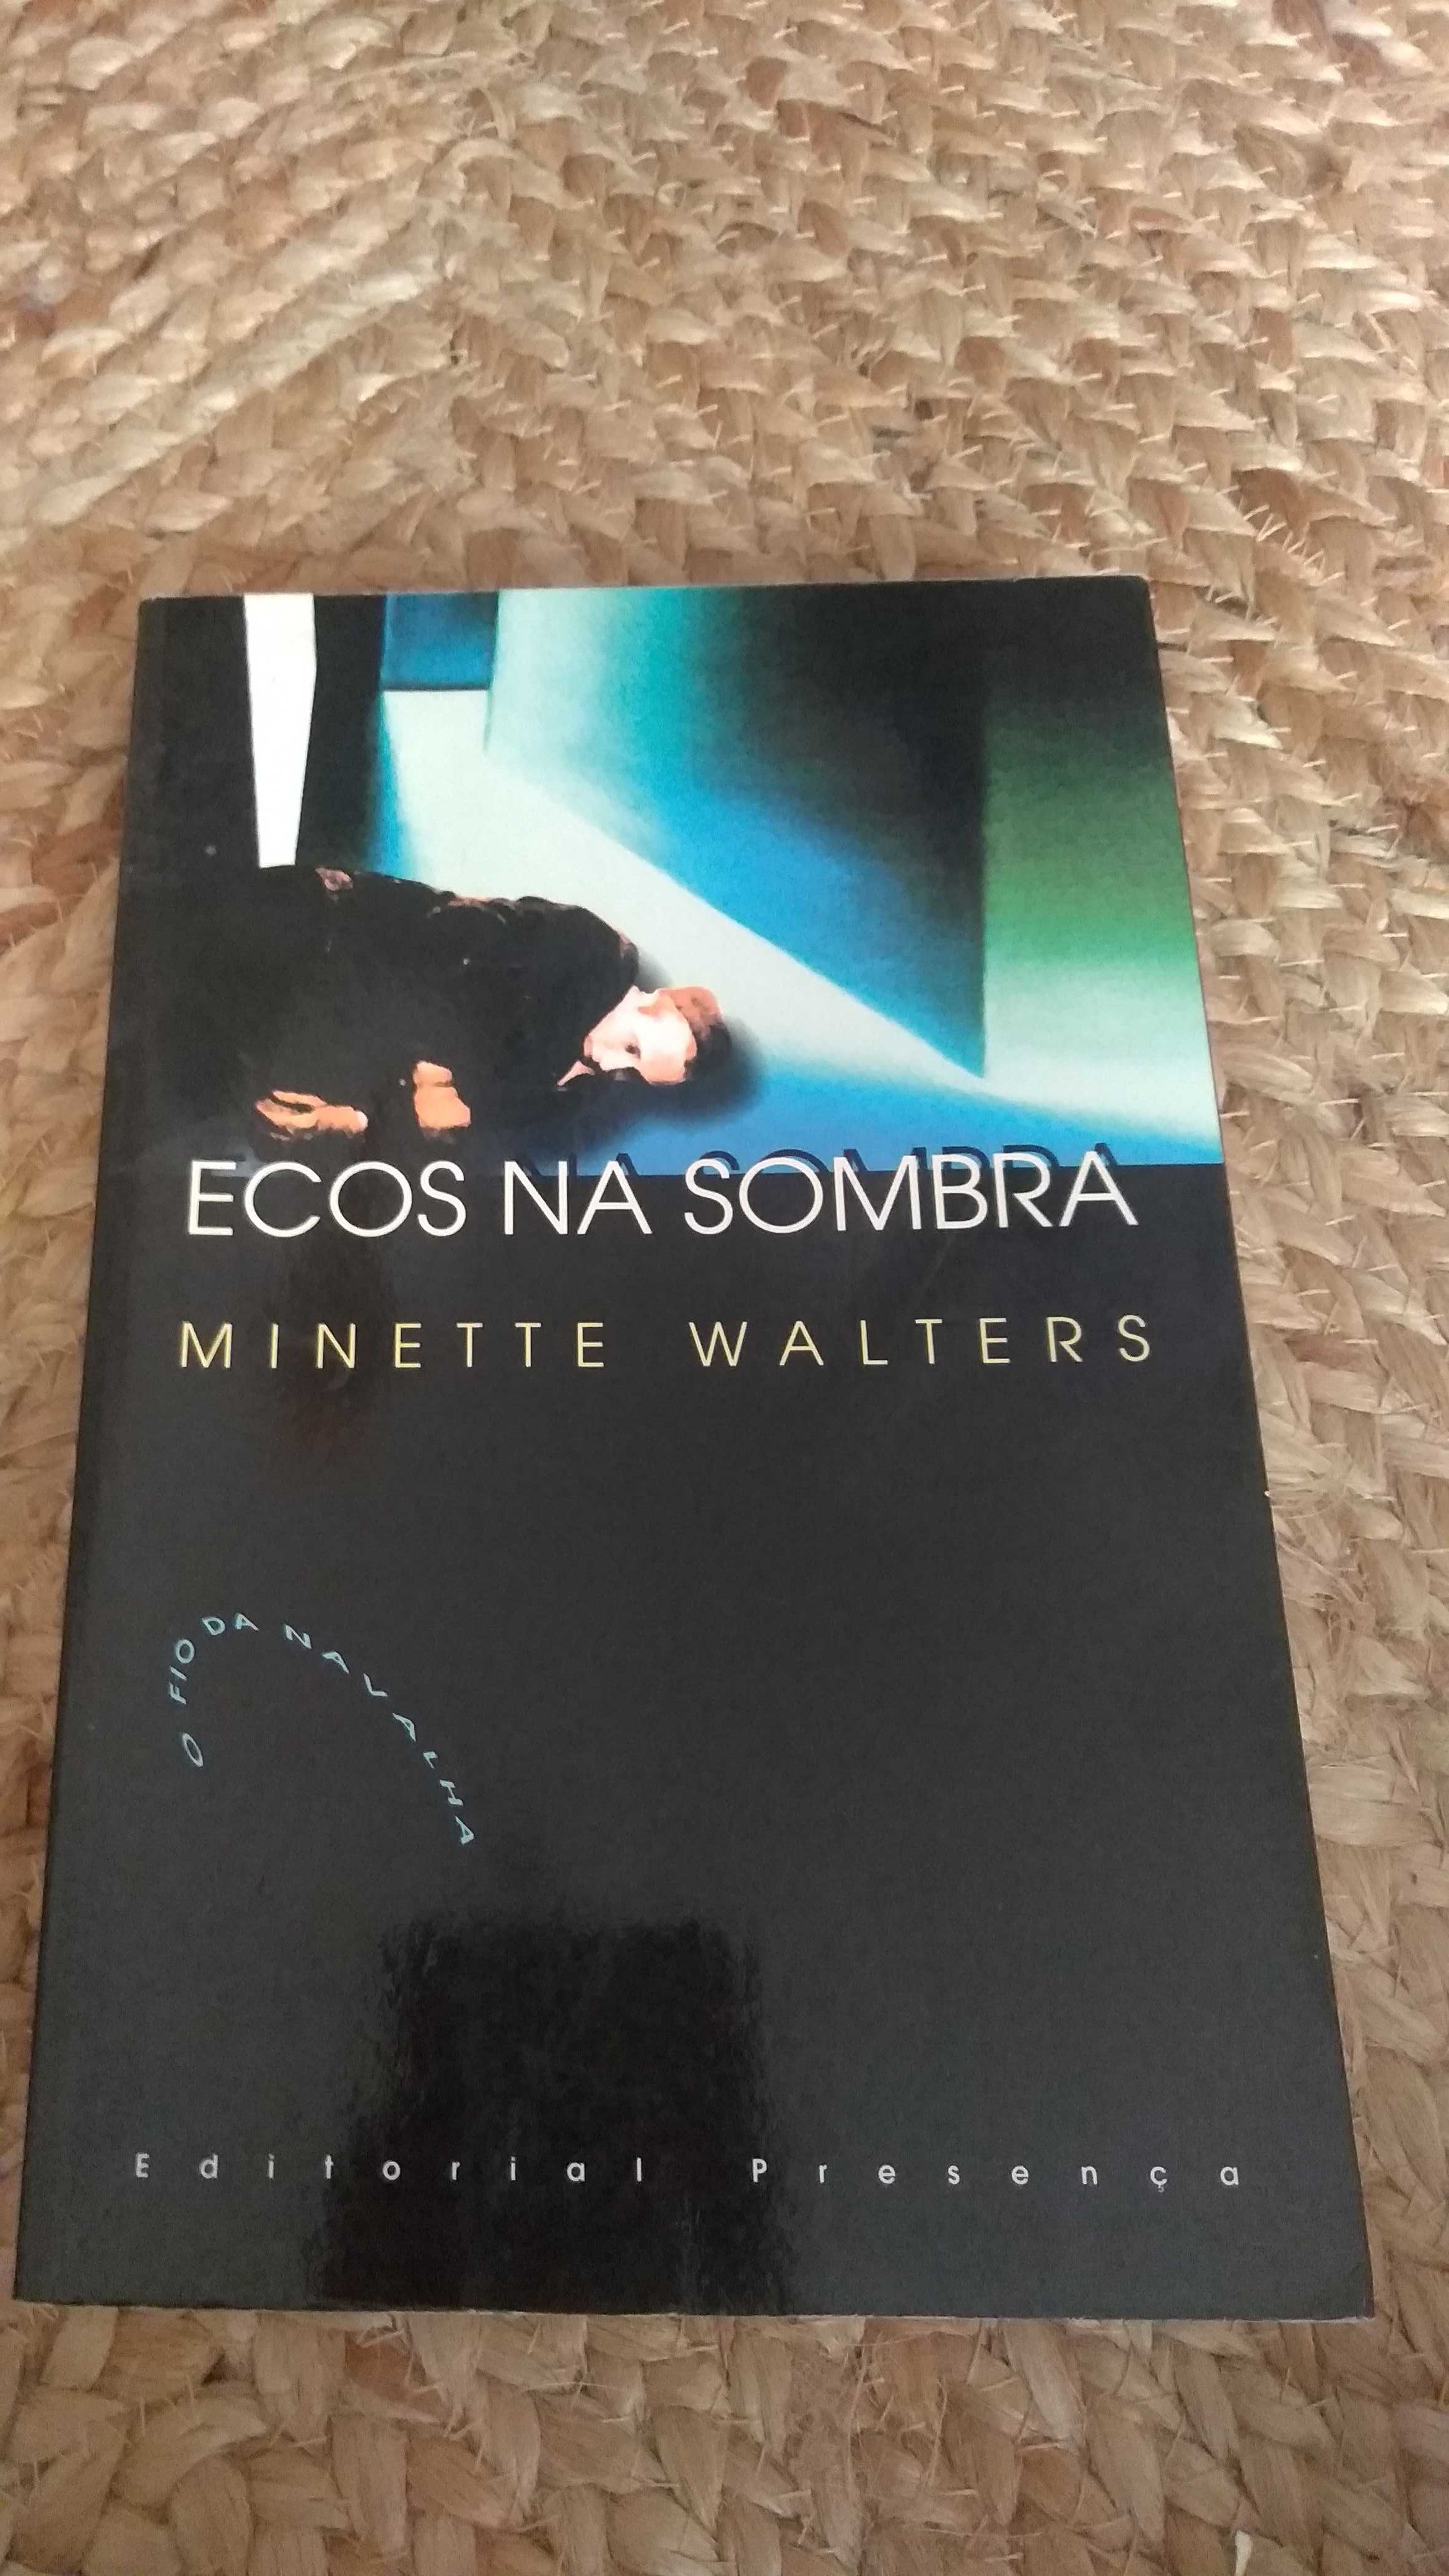 ECOS NA SOMBRA
MINETTE WALTERS
O FIO DA NAVALHA
Editorial Presença